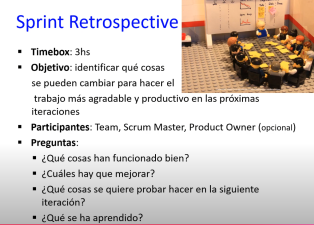 Sprint Retrospective
▪ Timebox: 3hs
▪ Objetivo: identificar qué cosas
se pueden cambiar para hacer el
trabajo más agradable y productivo en las próximas
iteraciones
▪ Participantes: Team, Scrum Master, Product Owner (opcional)
▪ Preguntas:
▪ ¿Qué cosas han funcionado bien?
▪ ¿Cuáles hay que mejorar?
▪ ¿Qué cosas se quiere probar hacer en la siguiente
iteración?
▪ ¿Qué se ha aprendido?